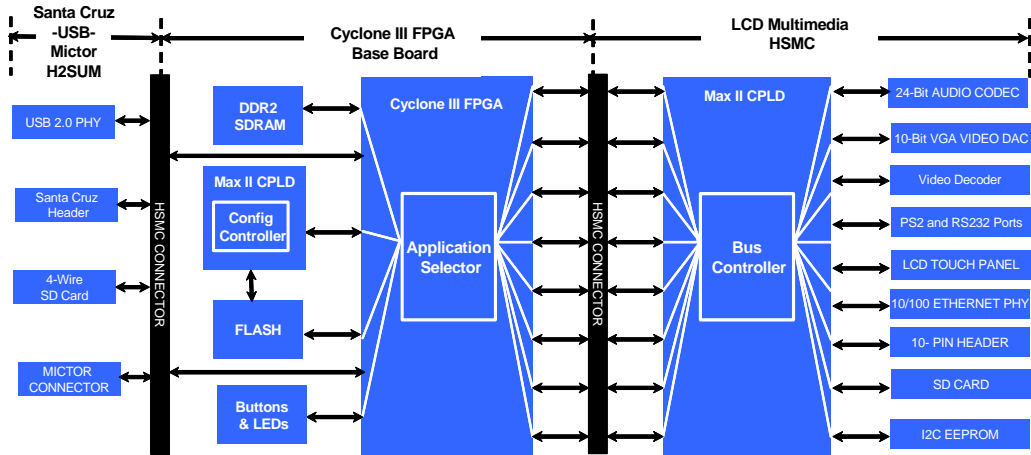 Santa Cruz
-USB-
Mictor
H2SUM
Cyclone III FPGA
Base Board
LCD Multimedia
HSMC
USB 2.0 PHY
Santa Cruz
Header
4-Wire
SD Card
MICTOR
CONNECTOR
HSMC CONNECTOR
DDR2
SDRAM
Max II CPLD
Config
Controller
FLASH
Buttons
& LEDs
Cyclone III FPGA
Application
Selector
HSMC CONNECTOR
Max II CPLD
Bus
Controller
24-Bit AUDIO CODEC
10-Bit VGA VIDEO DAC
Video Decoder
PS2 and RS232 Ports
LCD TOUCH PANEL
10/100 ETHERNET PHY
10- PIN HEADER
SD CARD
I2C EEPROM